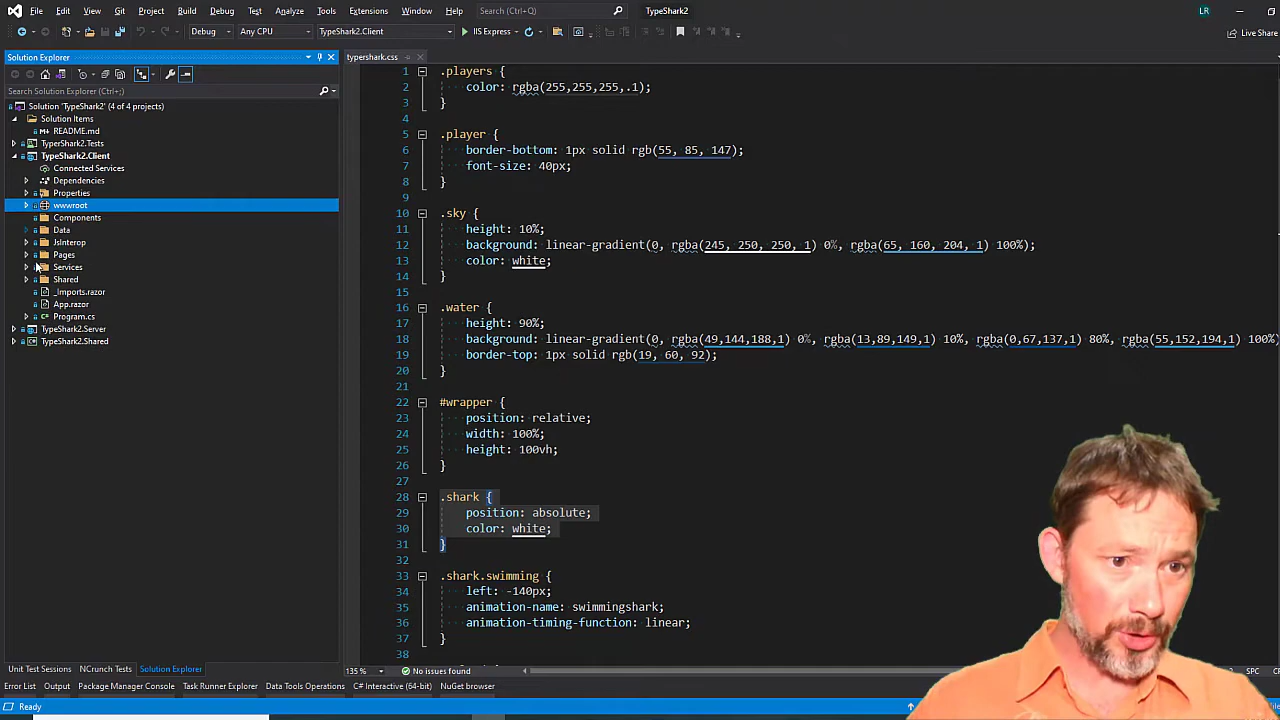 File Edit View Git Project Build Debug Test Analyze Tools Extensions Window Help Search (Ctrl+Q) TypeShark2 LR
Debug Any CPU TypeShark2.Client IIS Express Live Share
Solution Explorer
typershark.css
Search Solution Explorer (Ctrl+;)
Solution 'TypeShark2' (4 of 4 projects)
Solution Items
README.md
TyperShark2.Tests
TypeShark2.Client
Connected Services
Dependencies
Properties
wwwroot
Components
Data
JsInterop
Pages
Services
Shared
_Imports.razor
App.razor
C# Program.cs
TypeShark2.Server
TypeShark2.Shared
1 .players {
2 color: rgba(255,255,255,.1);
3 }
4
5 .player {
6 border-bottom: 1px solid rgb(55, 85, 147);
7 font-size: 40px;
8 }
9
10 .sky {
11 height: 10%;
12 background: linear-gradient(0, rgba(245, 250, 250, 1) 0%, rgba(65, 160, 204, 1) 100%);
13 color: white;
14 }
15
16 .water {
17 height: 90%;
18 background: linear-gradient(0, rgba(49,144,188,1) 0%, rgba(13,89,149,1) 10%, rgba(0,67,137,1) 80%, rgba(55,152,194,1) 100%)
19 border-top: 1px solid rgb(19, 60, 92);
20 }
21
22 #wrapper {
23 position: relative;
24 width: 100%;
25 height: 100vh;
26 }
27
28 .shark {
29 position: absolute;
30 color: white;
31 }
32
33 .shark.swimming {
34 left: -140px;
35 animation-name: swimmingshark;
36 animation-timing-function: linear;
37 }
38
135 % No issues found SPC
Unit Test Sessions NCrunch Tests Solution Explorer
Error List Output Package Manager Console Task Runner Explorer Data Tools Operations C# Interactive (64-bit) NuGet browser
Ready